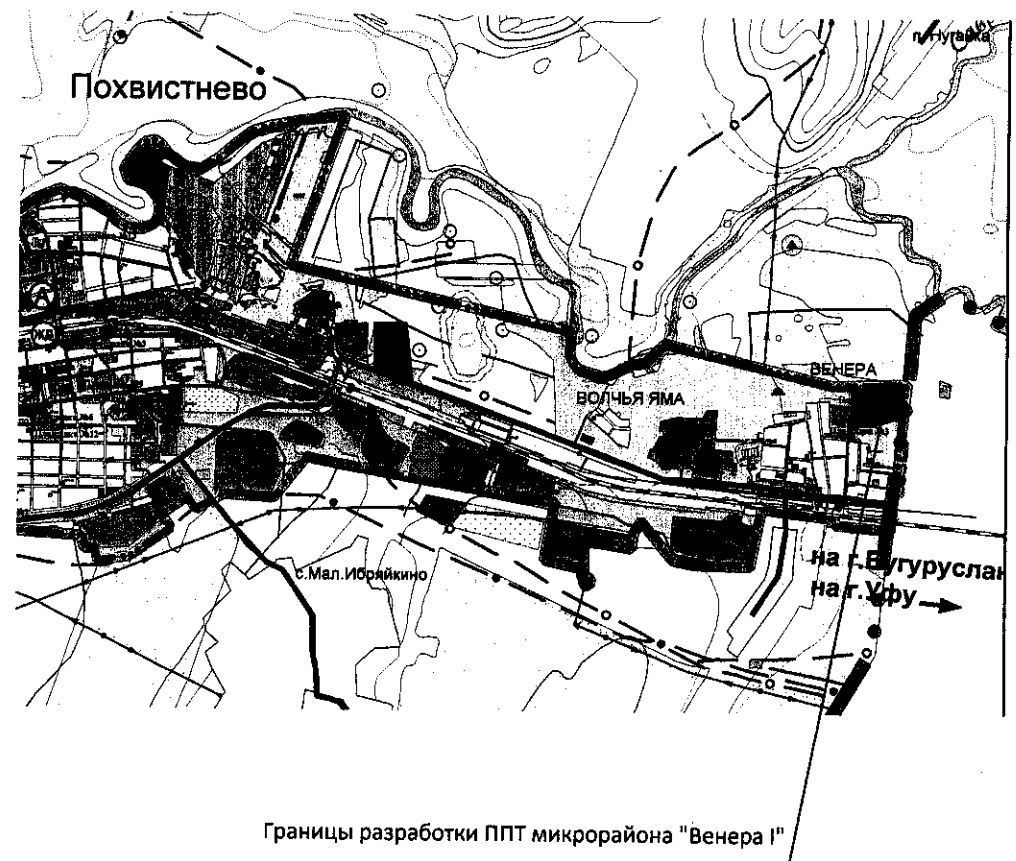 Похвистнево
ВЕНЕРА
ВОЛЧЬЯ ЯМА
на г.Бугуруслан
на г.Уфу
с.Мал.Ибряйкино
Границы разработки ППТ микрорайона "Венера I"